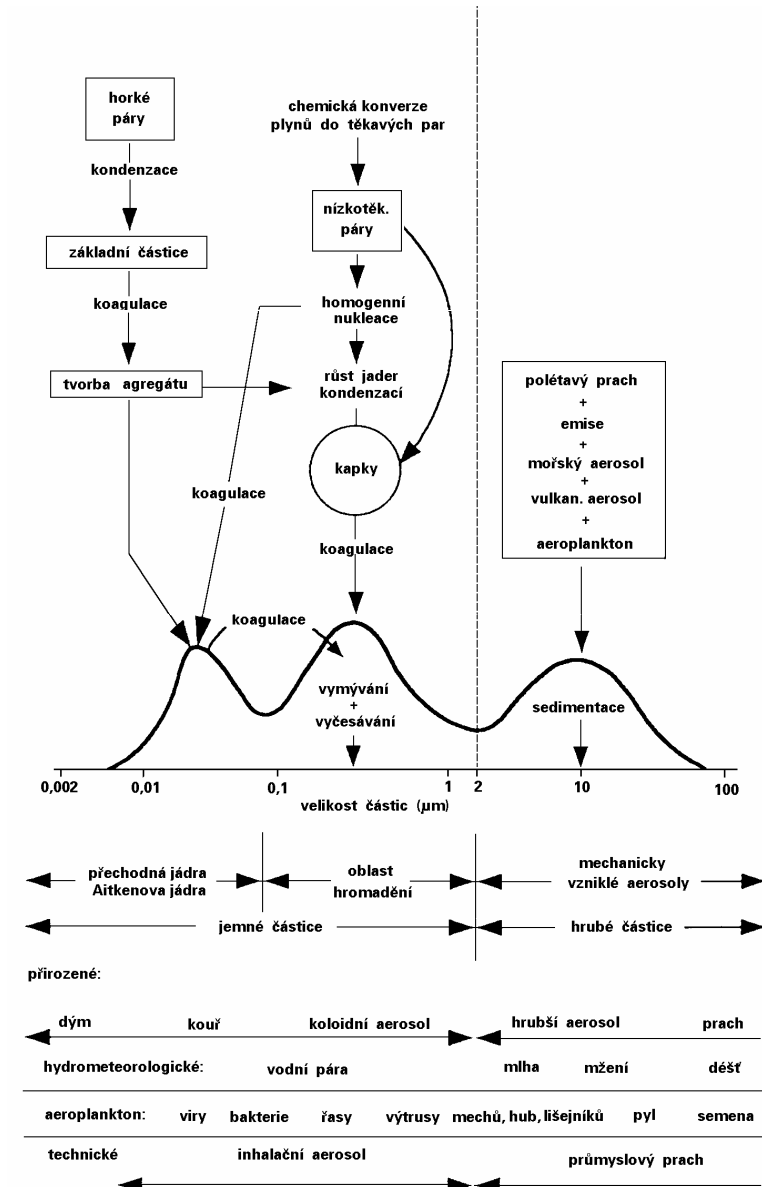 horké
páry
kondenzace
základní částice
koagulace
tvorba agregátu
chemická konverze
plynů do těkavých par
nízkotěk.
páry
homogenní
nukleace
růst jader
kondenzací
kapky
koagulace
koagulace
koagulace
polétavý prach
+
emise
+
mořský aerosol
+
vulkan. aerosol
+
aeroplankton
vymývání
+
vyčesávání
sedimentace
0,002 0,01 0,1 1 2 10 100
velikost částic (µm)
přechodná jádra
Aitkenova jádra
oblast
hromadění
mechanicky
vzniklé aerosoly
jemné částice hrubé částice
přirozené:
dým kouř koloidní aerosol hrubší aerosol prach
hydrometeorologické: vodní pára mlha mžení déšť
aeroplankton: viry bakterie řasy výtrusy mechů, hub, lišejníků pyl semena
technické inhalační aerosol průmyslový prach